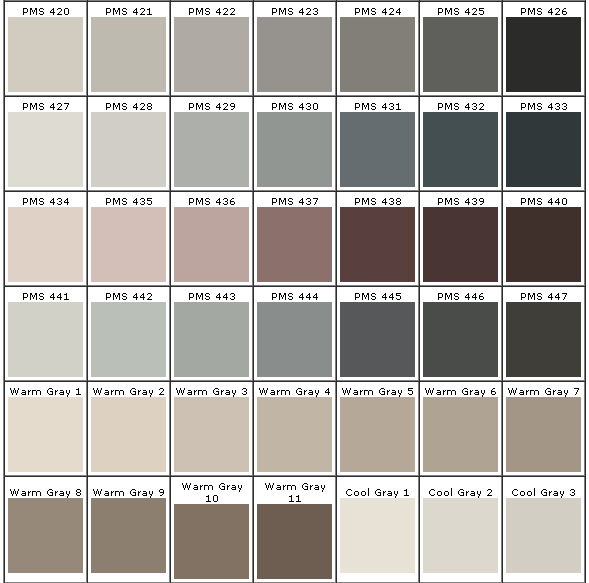 PMS 420 PMS 421 PMS 422 PMS 423 PMS 424 PMS 425 PMS 426
PMS 427 PMS 428 PMS 429 PMS 430 PMS 431 PMS 432 PMS 433
PMS 434 PMS 435 PMS 436 PMS 437 PMS 438 PMS 439 PMS 440
PMS 441 PMS 442 PMS 443 PMS 444 PMS 445 PMS 446 PMS 447
Warm Gray 1 Warm Gray 2 Warm Gray 3 Warm Gray 4 Warm Gray 5 Warm Gray 6 Warm Gray 7
Warm Gray 8 Warm Gray 9 Warm Gray
10 Warm Gray
11 Cool Gray 1 Cool Gray 2 Cool Gray 3